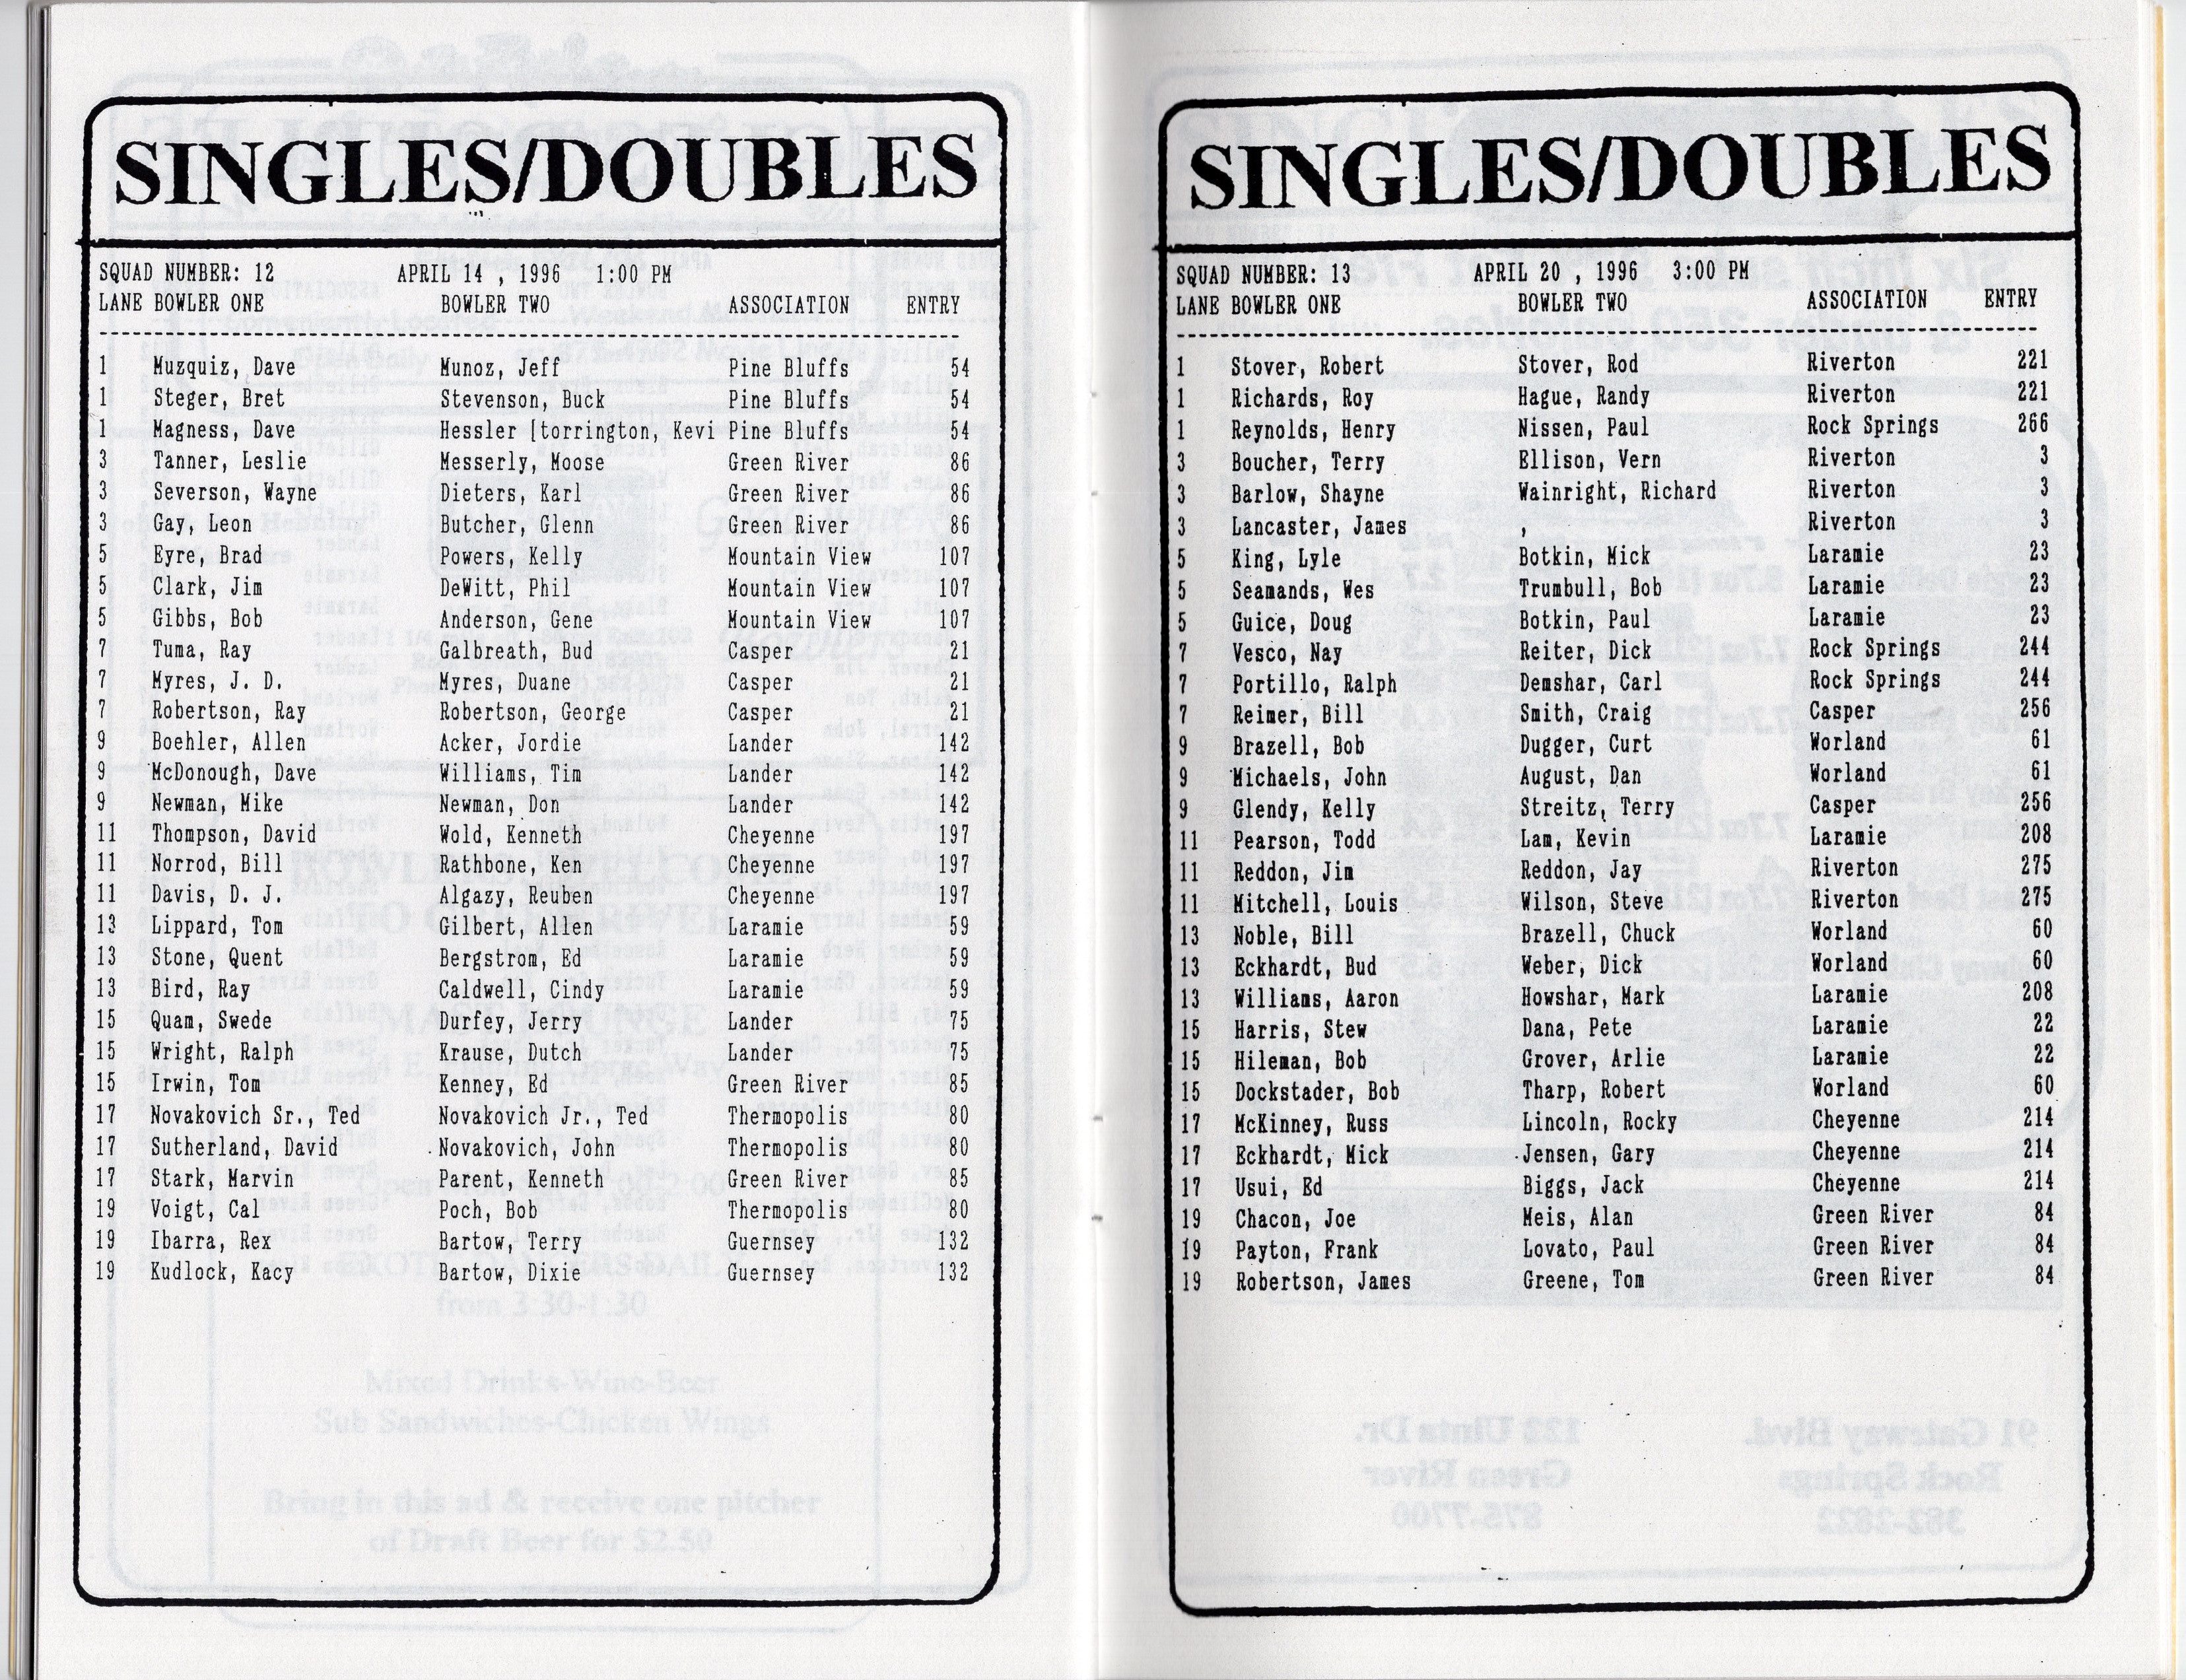 SINGLES/DOUBLES
SQUAD NUMBER: 12 APRIL 14 , 1996 1:00 PM
LANE BOWLER ONE BOWLER TWO ASSOCIATION ENTRY
1 Muzquiz, Dave Munoz, Jeff Pine Bluffs 54
1 Steger, Bret Stevenson, Buck Pine Bluffs 54
1 Magness, Dave Hessler (torrington, Kevi Pine Bluffs 54
3 Tanner, Leslie Messerly, Moose Green River 86
3 Severson, Wayne Dieters, Karl Green River 86
3 Gay, Leon Butcher, Glenn Green River 86
5 Eyre, Brad Powers, Kelly Mountain View 107
5 Clark, Jim DeWitt, Phil Mountain View 107
5 Gibbs, Bob Anderson, Gene Mountain View 107
7 Tuma, Ray Galbreath, Bud Casper 21
7 Myres, J. D. Myres, Duane Casper 21
7 Robertson, Ray Robertson, George Casper 21
9 Boehler, Allen Acker, Jordie Lander 142
9 McDonough, Dave Williams, Tim Lander 142
9 Newman, Mike Newman, Don Lander 142
11 Thompson, David Wold, Kenneth Cheyenne 197
11 Norrod, Bill Rathbone, Ken Cheyenne 197
11 Davis, D. J. Algazy, Reuben Cheyenne 197
13 Lippard, Tom Gilbert, Allen Laramie 59
13 Stone, Quent Bergstrom, Ed Laramie 59
13 Bird, Ray Caldwell, Cindy Laramie 59
15 Quam, Swede Durfey, Jerry Lander 75
15 Wright, Ralph Krause, Dutch Lander 75
15 Irwin, Tom Kenney, Ed Green River 85
17 Novakovich Sr., Ted Novakovich Jr., Ted Thermopolis 80
17 Sutherland, David Novakovich, John Thermopolis 80
17 Stark, Marvin Parent, Kenneth Green River 85
19 Voigt, Cal Poch, Bob Thermopolis 80
19 Ibarra, Rex Bartow, Terry Guernsey 132
19 Kudlock, Kacy Bartow, Dixie Guernsey 132
SINGLES/DOUBLES
SQUAD NUMBER: 13 APRIL 20 , 1996 3:00 PM
LANE BOWLER ONE BOWLER TWO ASSOCIATION ENTRY
1 Stover, Robert Stover, Rod Riverton 221
1 Richards, Roy Hague, Randy Riverton 221
1 Reynolds, Henry Nissen, Paul Rock Springs 266
3 Boucher, Terry Ellison, Vern Riverton 3
3 Barlow, Shayne Wainright, Richard Riverton 3
3 Lancaster, James , Riverton 3
5 King, Lyle Botkin, Mick Laramie 23
5 Seamands, Wes Trumbull, Bob Laramie 23
5 Guice, Doug Botkin, Paul Laramie 23
7 Vesco, Nay Reiter, Dick Rock Springs 244
7 Portillo, Ralph Demshar, Carl Rock Springs 244
7 Reimer, Bill Smith, Craig Casper 256
9 Brazell, Bob Dugger, Curt Worland 61
9 Michaels, John August, Dan Worland 61
9 Glendy, Kelly Streitz, Terry Casper 256
11 Pearson, Todd Lam, Kevin Laramie 208
11 Reddon, Jim Reddon, Jay Riverton 275
11 Mitchell, Louis Wilson, Steve Riverton 275
13 Noble, Bill Brazell, Chuck Worland 60
13 Eckhardt, Bud Weber, Dick Worland 60
13 Williams, Aaron Howshar, Mark Laramie 208
15 Harris, Stew Dana, Pete Laramie 22
15 Hileman, Bob Grover, Arlie Laramie 22
15 Dockstader, Bob Tharp, Robert Worland 60
17 McKinney, Russ Lincoln, Rocky Cheyenne 214
17 Eckhardt, Mick Jensen, Gary Cheyenne 214
17 Usui, Ed Biggs, Jack Cheyenne 214
19 Chacon, Joe Meis, Alan Green River 84
19 Payton, Frank Lovato, Paul Green River 84
19 Robertson, James Greene, Tom Green River 84